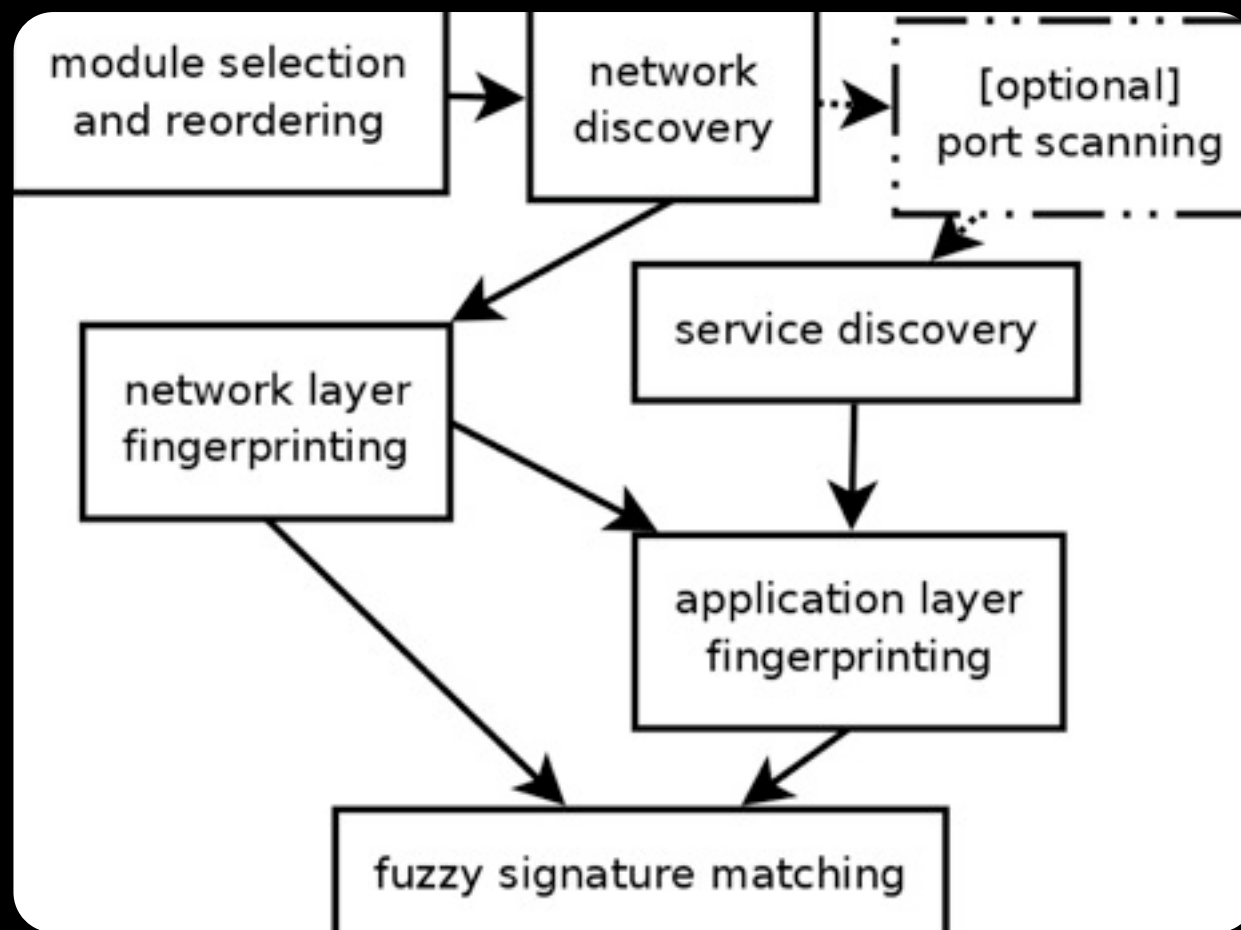 module selection
and reordering
network
discovery
[optional]
port scanning
service discovery
network layer
fingerprinting
application layer
fingerprinting
fuzzy signature matching